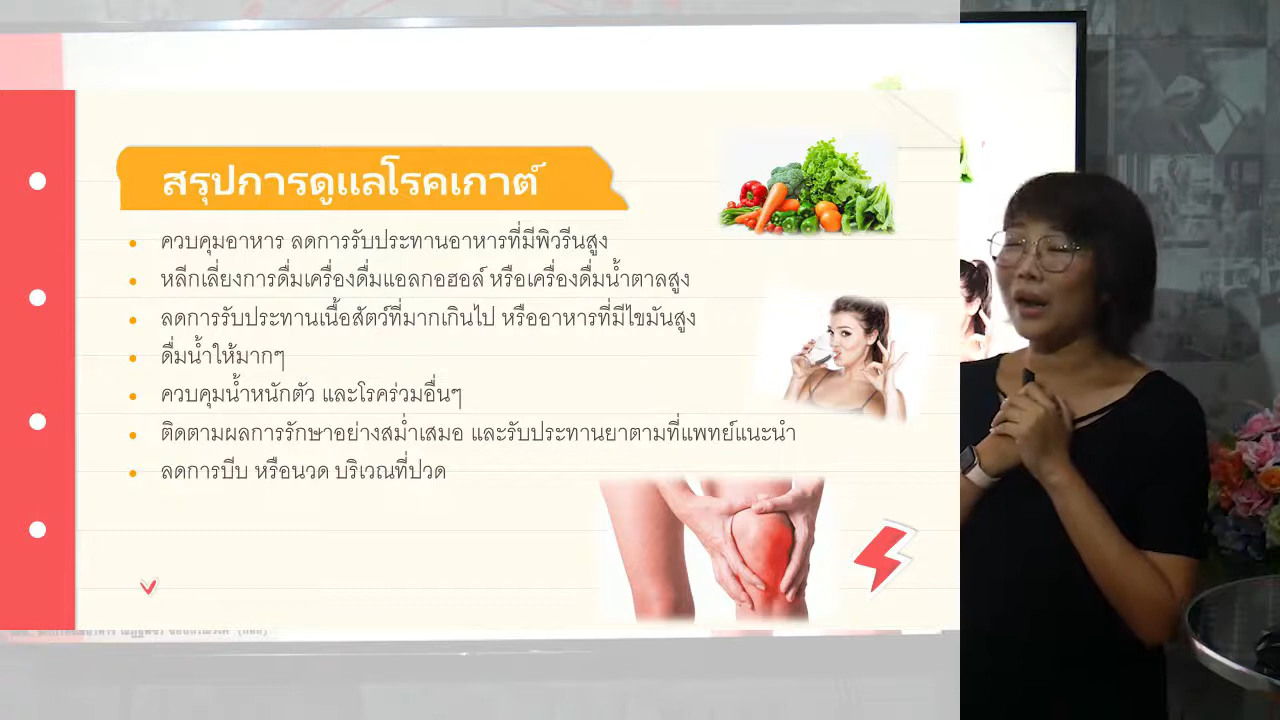 สรุปการดูแลโรคเกาต์
ควบคุมอาหาร ลดการรับประทานอาหารที่มีพิวรีนสูง
หลีกเลี่ยงการดื่มเครื่องดื่มแอลกอฮอล์ หรือเครื่องดื่มน้ำตาลสูง
ลดการรับประทานเนื้อสัตว์ที่มากเกินไป หรืออาหารที่มีไขมันสูง
ดื่มน้ำให้มากๆ
ควบคุมน้ำหนักตัว และโรคร่วมอื่นๆ
ติดตามผลการรักษาอย่างสม่ำเสมอ และรับประทานยาตามที่แพทย์แนะนำ
ลดการบีบ หรือนวด บริเวณที่ปวด